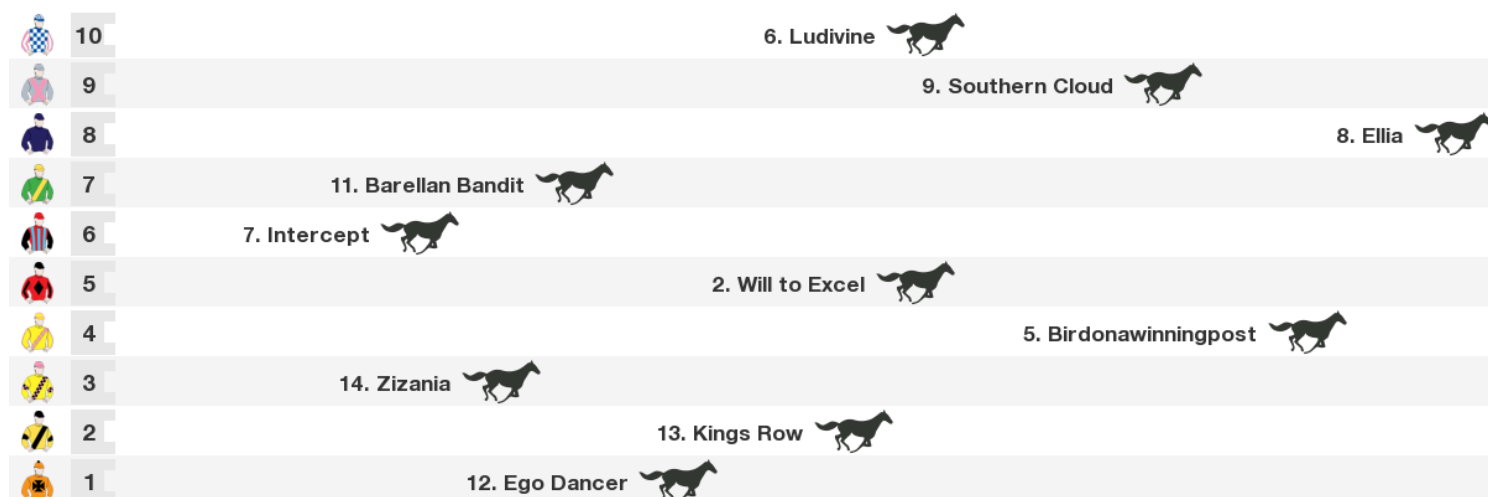 10 6. Ludivine
9 9. Southern Cloud
8 8. Ellia
7 11. Barellan Bandit
6 7. Intercept
5 2. Will to Excel
4 5. Birdonawinningpost
3 14. Zizania
2 13. Kings Row
1 12. Ego Dancer